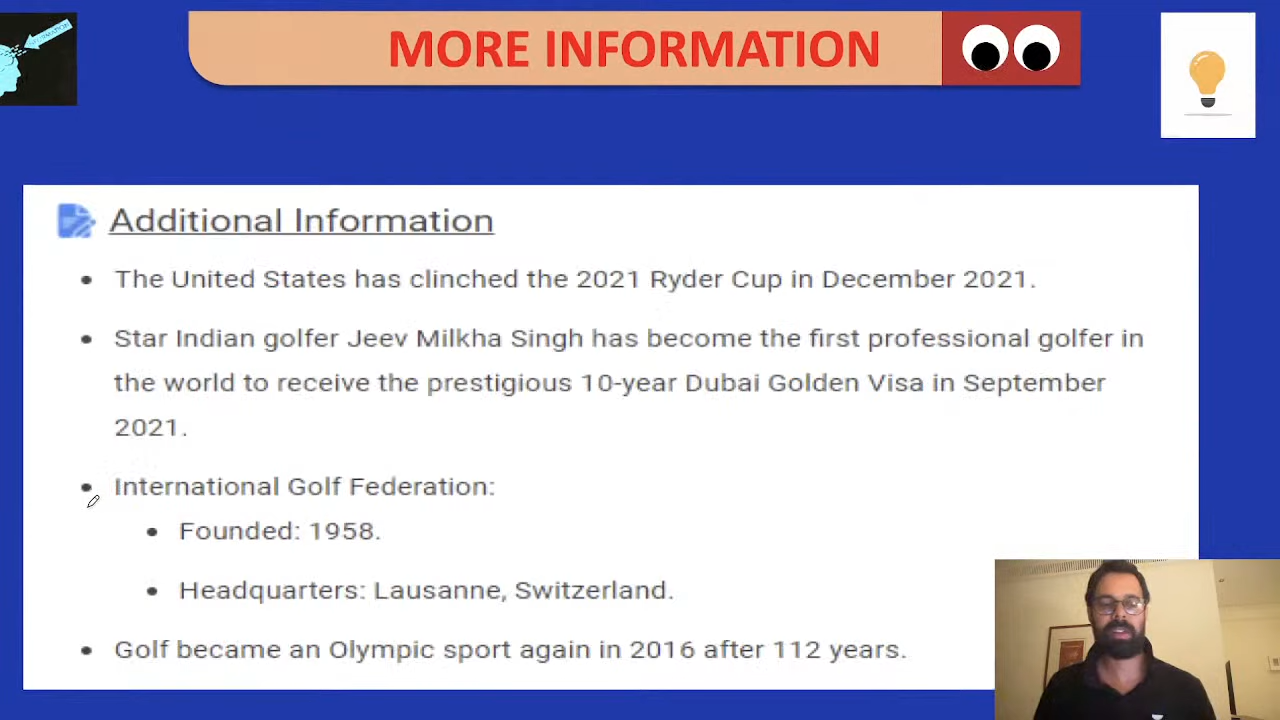 MORE INFORMATION
Additional Information
• The United States has clinched the 2021 Ryder Cup in December 2021.
• Star Indian golfer Jeev Milkha Singh has become the first professional golfer in
the world to receive the prestigious 10-year Dubai Golden Visa in September
2021.
• International Golf Federation:
• Founded: 1958.
• Headquarters: Lausanne, Switzerland.
• Golf became an Olympic sport again in 2016 after 112 years.